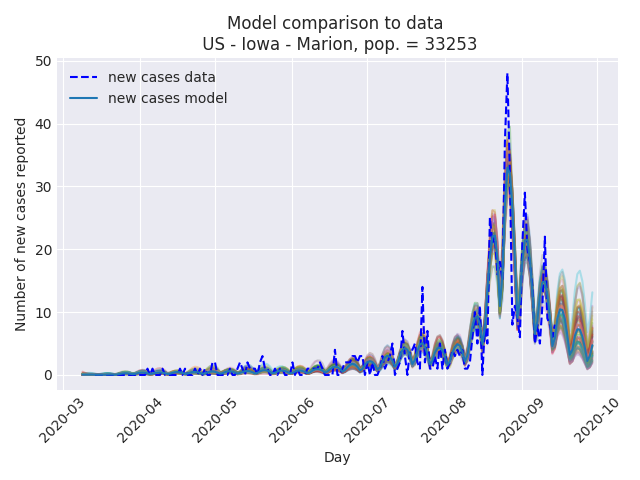 Model comparison to data
US - Iowa - Marion, pop. = 33253
new cases data
new cases model
Number of new cases reported
50
40
30
20
10
0
2020-03
2020-04
2020-05
2020-06
2020-07
2020-08
2020-09
2020-10
Day